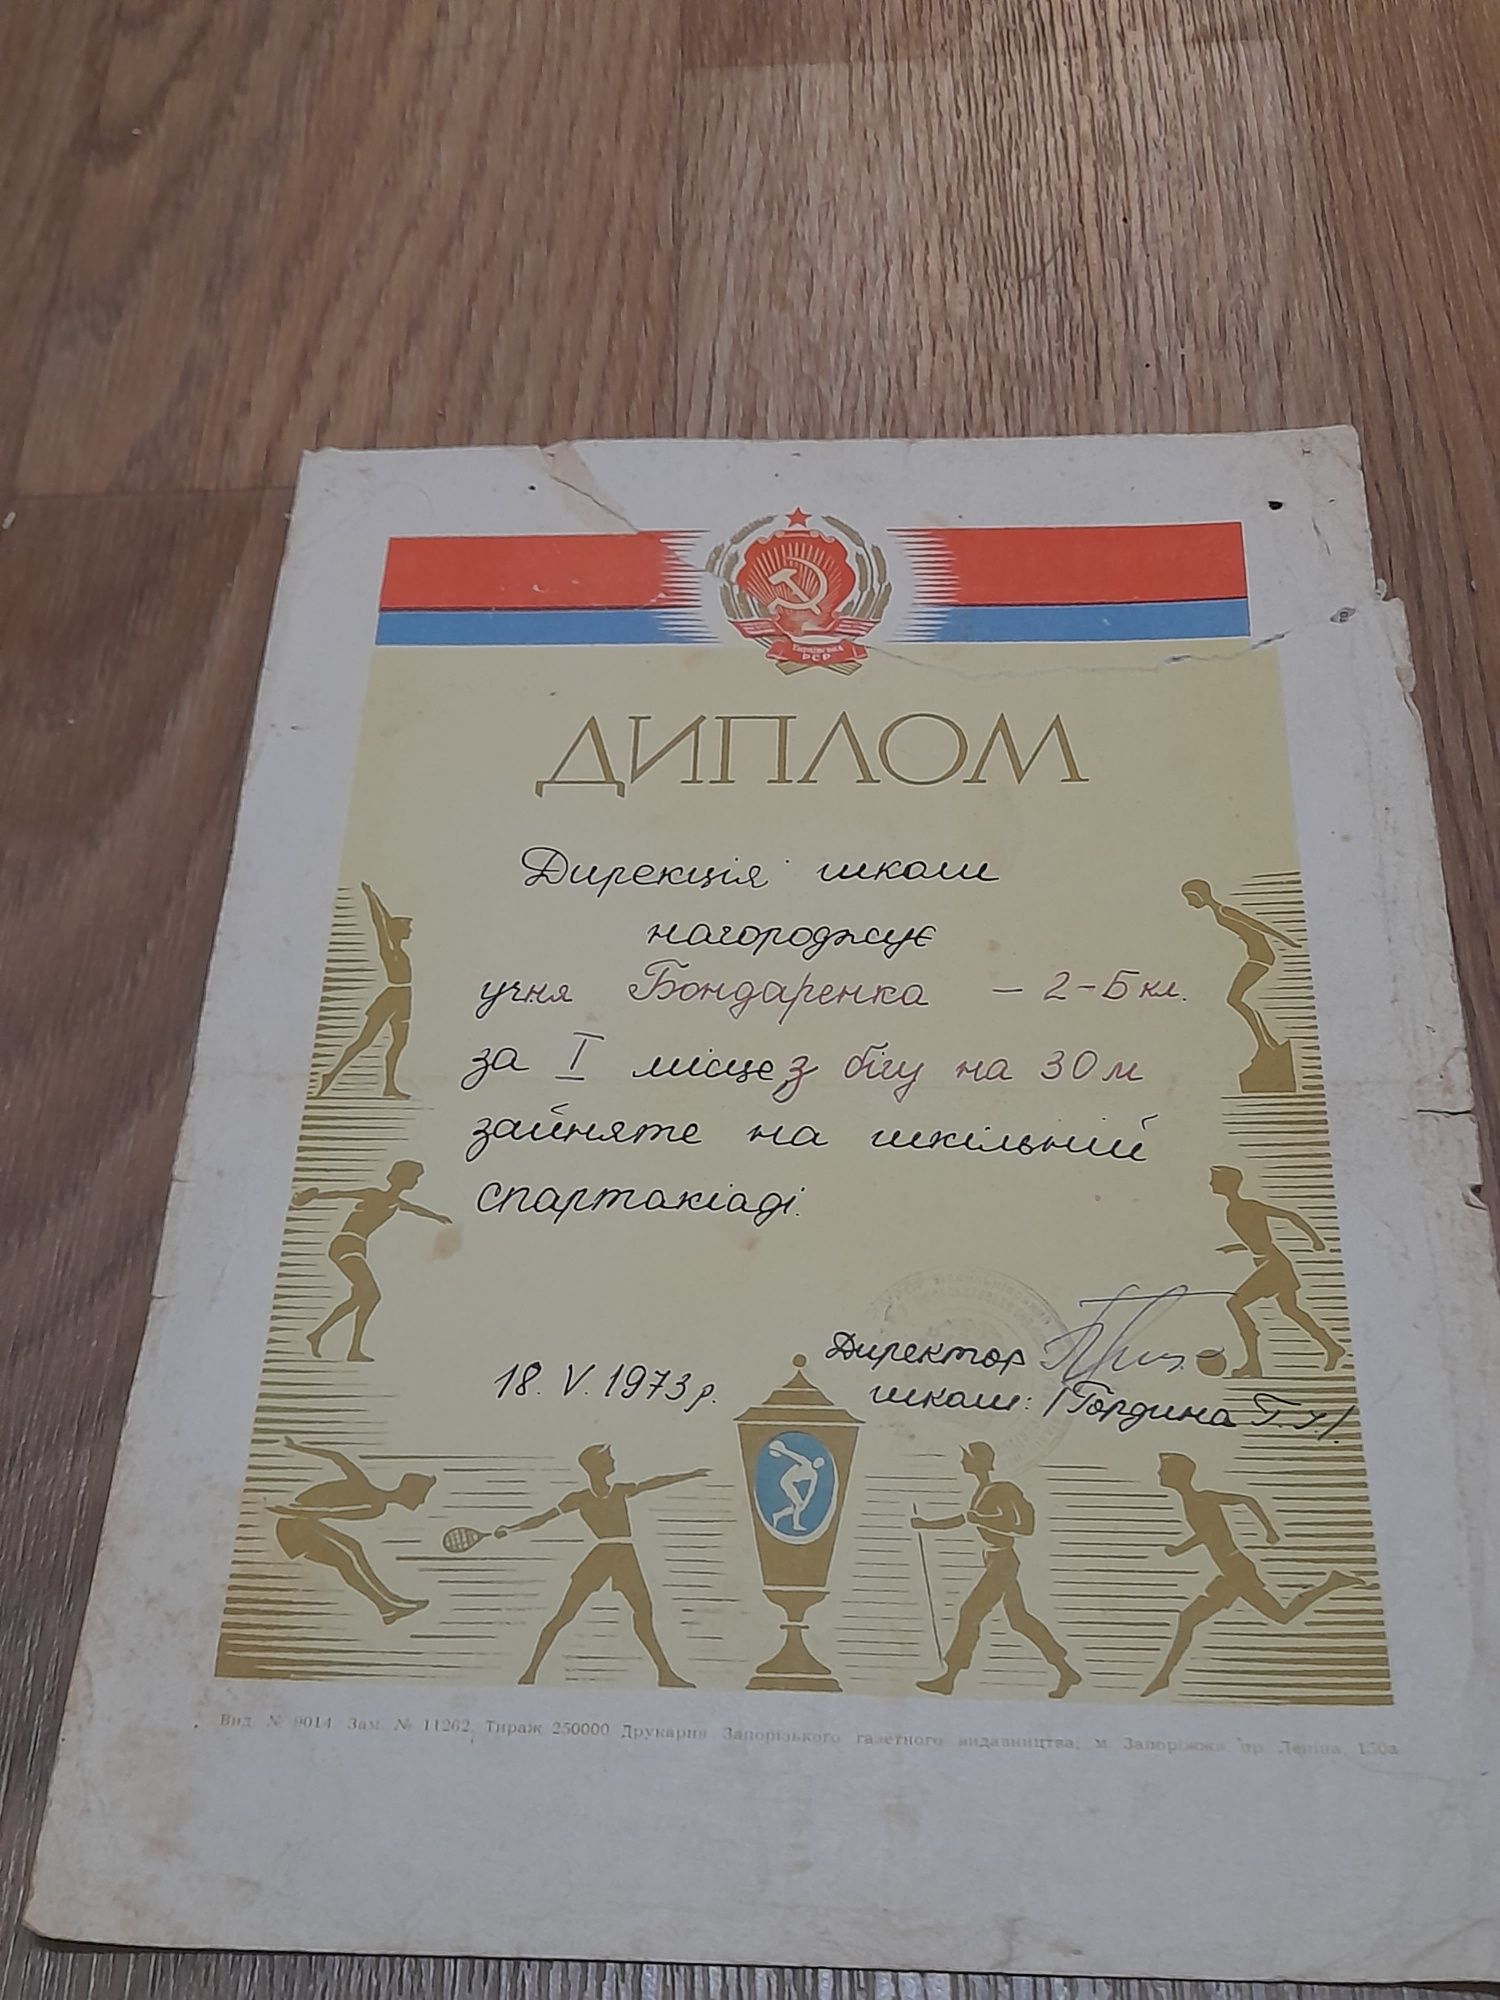 Українська
РСР
ДИПЛОМ
Дирекція школи
нагороджує
учня Бондаренка – 2-Б кл.
за I місце з бігу на 30 м
зайняте на шкільній
спартакіаді.
18. V. 1973 р.
Директор
школи: /Гордина Г.У./
Вид. № 9014 Зам. № 11262. Тираж 250000 Друкарня Запорізького газетного видавництва, м. Запоріжжя пр. Леніна, 150а